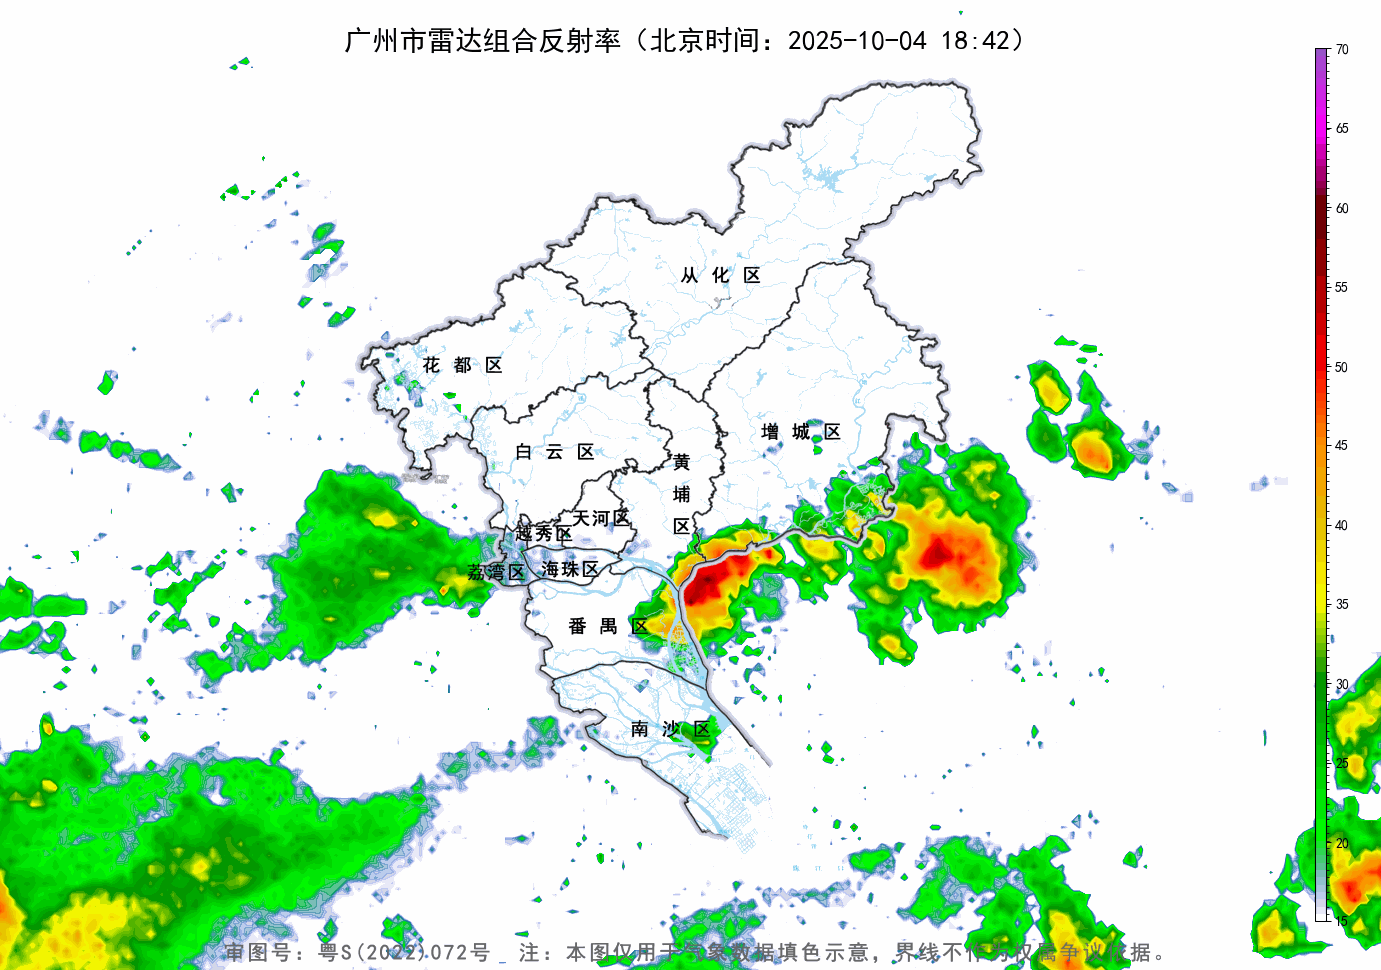 广州市雷达组合反射率（北京时间：2025-10-04 18:42）
70
65
60
55
50
45
40
35
30
25
20
15
从化区
花都区
增城区
白云区
黄埔区
天河区
越秀区
荔湾区
海珠区
番禺区
南沙区
审图号：粤S(2022)072号 注：本图仅用于气象数据填色示意，界线不作为权属争议依据。